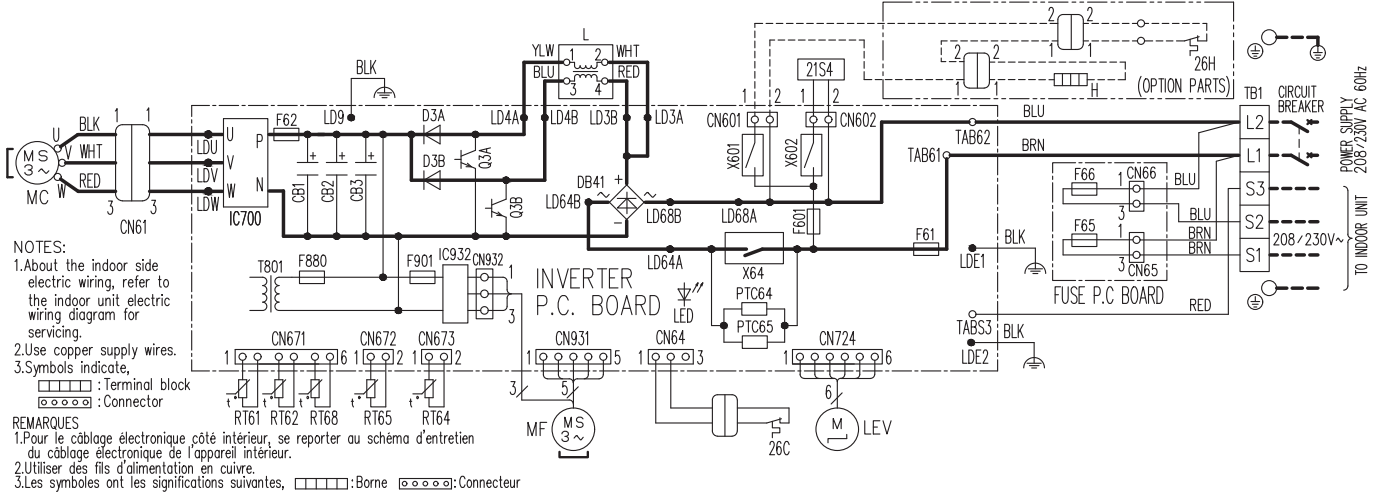 L
YLW 1 2 WHT
BLU 3 4 RED
BLK
LD9
F62
D3A
D3B
Q3A
Q3B
LD4A
LD4B
LD3B
LD3A
21S4
1 2
1 2
CN601
CN602
X601
X602
2 2
1 1
2 2
1 1
26H
H
(OPTION PARTS)
TB1
CIRCUIT
BREAKER
POWER SUPPLY
208/230V AC 60Hz
L2
L1
S3
S2
S1
208/230V~
TO INDOOR UNIT
BLU
TAB62
BRN
TAB61
F66
CN66
1
3
BLU
BLU
F65
CN65
1
3
BRN
BRN
FUSE P.C BOARD
RED
TABS3
BLK
LDE1
BLK
LDE2
U BLK
V WHT
W RED
MS
3~
MC
1 1
3 3
CN61
LDU
LDV
LDW
U
V
W
P
N
IC700
+
CB1
+
CB2
+
CB3
DB41
+
~ ~
-
LD64B
LD68B
LD68A
F601
F61
LD64A
X64
PTC64
PTC65
LED
T801
F880
F901
IC932
CN932
1
3
INVERTER
P.C. BOARD
CN671
1 6
CN672
1 2
CN673
1 2
CN931
1 5
CN64
1 3
CN724
1 6
t° t° t° t° t°
RT61 RT62 RT68 RT65 RT64
3
5
MF
MS
3~
26C
6
M
LEV
NOTES:
1.About the indoor side
electric wiring, refer to
the indoor unit electric
wiring diagram for
servicing.
2.Use copper supply wires.
3.Symbols indicate,
: Terminal block
: Connector
REMARQUES
1.Pour le câblage électronique côté intérieur, se reporter au schéma d'entretien
du câblage électronique de l'appareil intérieur.
2.Utiliser des fils d'alimentation en cuivre.
3.Les symboles ont les significations suivantes, :Borne :Connecteur